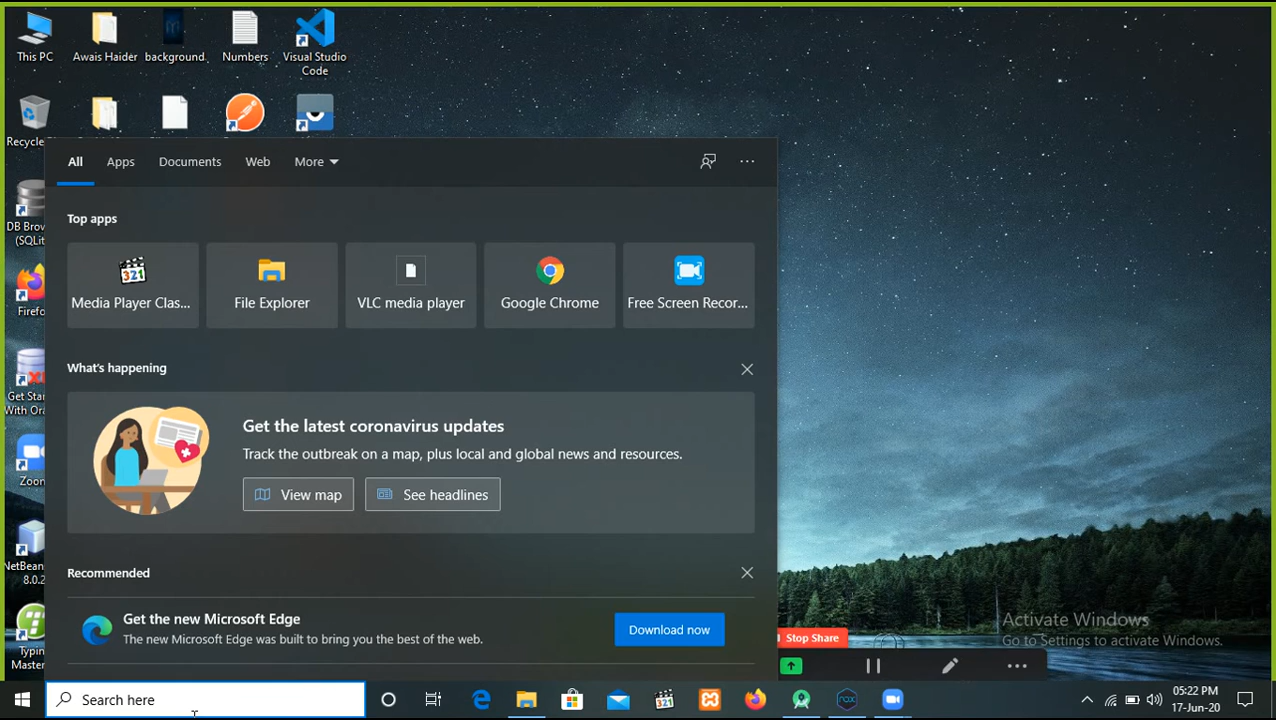 This PC
Awais Haider
background
Numbers
Visual Studio
Code
Recycle
All
Apps
Documents
Web
More
Top apps
DB Brow
(SQLit
Media Player Clas...
File Explorer
VLC media player
Google Chrome
Free Screen Recor...
321
Firefo
What's happening
Get the latest coronavirus updates
Track the outbreak on a map, plus local and global news and resources.
View map
See headlines
Get Star
With Ora
Zoon
Recommended
NetBean
8.0.2
Get the new Microsoft Edge
The new Microsoft Edge was built to bring you the best of the web.
Download now
Typin
Master
Activate Windows
Go to Settings to activate Windows.
Stop Share
Search here
321
nox
05:22 PM
17-Jun-20